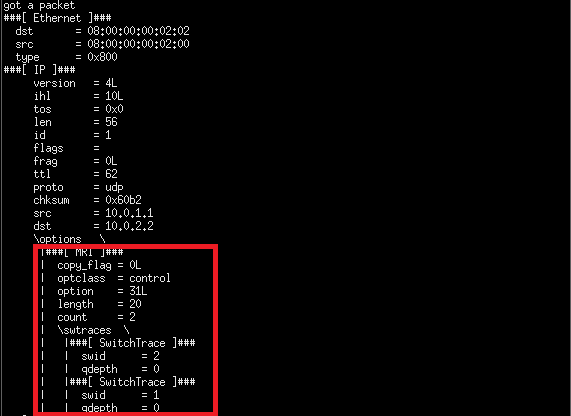 got a packet
###[ Ethernet ]###
  dst       = 08:00:00:00:02:02
  src       = 08:00:00:00:02:00
  type      = 0x800
###[ IP ]###
     version   = 4L
     ihl       = 10L
     tos       = 0x0
     len       = 56
     id        = 1
     flags     =
     frag      = 0L
     ttl       = 62
     proto     = udp
     chksum    = 0x60b2
     src       = 10.0.1.1
     dst       = 10.0.2.2
     \options   \
      |###[ MRI ]###
      |  copy_flag = 0L
      |  optclass  = control
      |  option    = 31L
      |  length    = 20
      |  count     = 2
      |  \swtraces  \
      |   |###[ SwitchTrace ]###
      |   |  swid      = 2
      |   |  qdepth    = 0
      |   |###[ SwitchTrace ]###
      |   |  swid      = 1
      |   |  qdepth    = 0